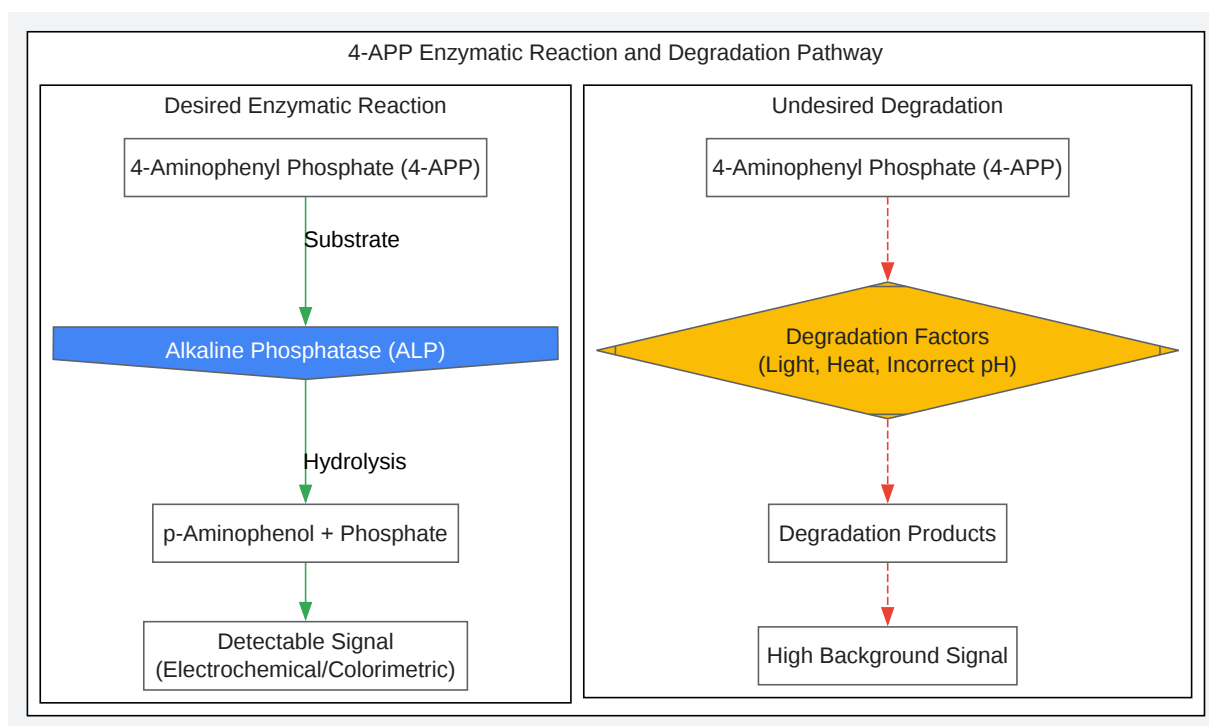 4-APP Enzymatic Reaction and Degradation Pathway
Desired Enzymatic Reaction
4-Aminophenyl Phosphate (4-APP)
Substrate
Alkaline Phosphatase (ALP)
Hydrolysis
p-Aminophenol + Phosphate
Detectable Signal
(Electrochemical/Colorimetric)
Undesired Degradation
4-Aminophenyl Phosphate (4-APP)
Degradation Factors
(Light, Heat, Incorrect pH)
Degradation Products
High Background Signal